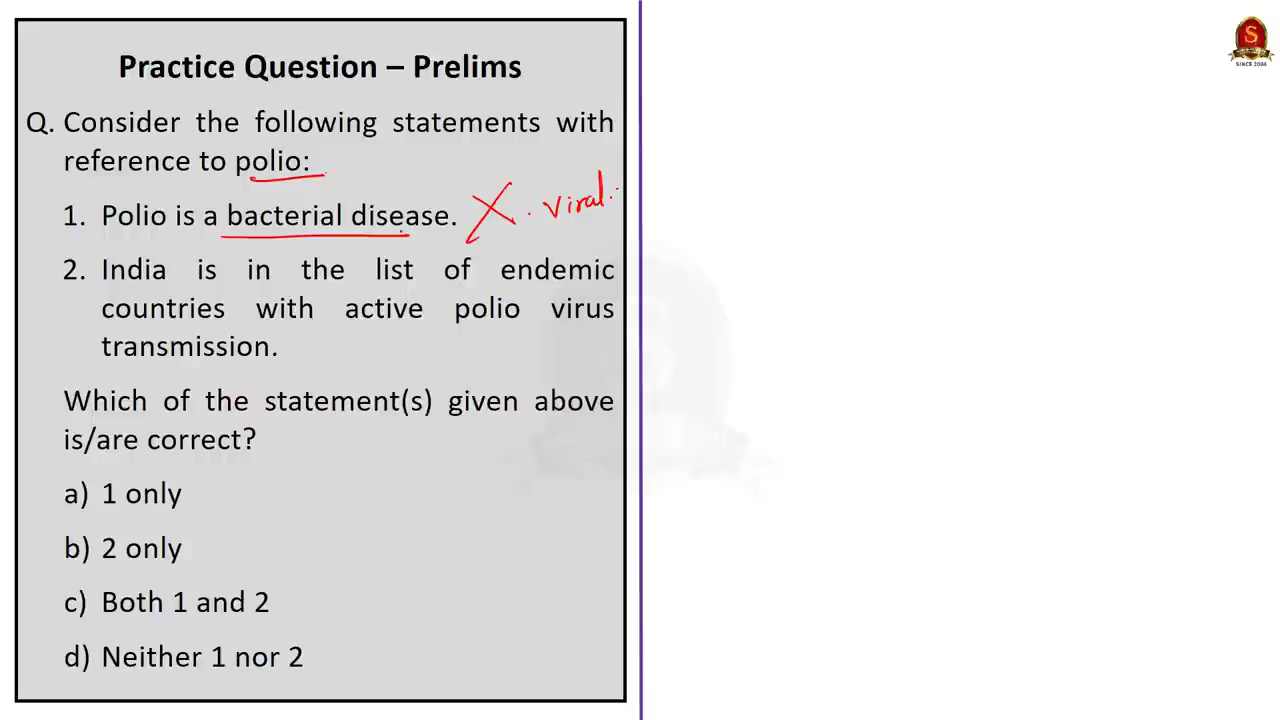 Practice Question – Prelims
Q. Consider the following statements with
reference to polio:
1. Polio is a bacterial disease. X. viral.
2. India is in the list of endemic
countries with active polio virus
transmission.
Which of the statement(s) given above
is/are correct?
a) 1 only
b) 2 only
c) Both 1 and 2
d) Neither 1 nor 2
S
SINCE 2004